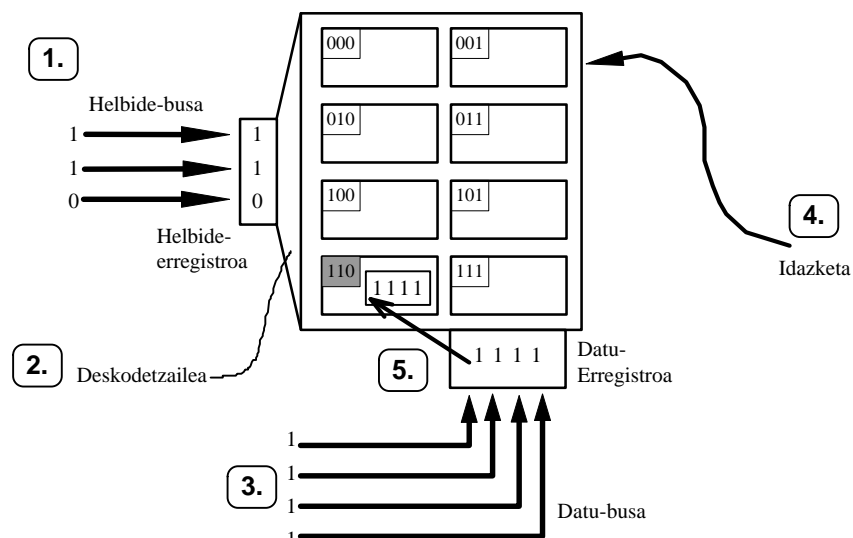 1.
Helbide-busa
1
1
0
1
1
0
Helbide-
erregistroa
2.
Deskodetzailea
000
001
010
011
100
101
110
1 1 1 1
111
4.
Idazketa
5.
1 1 1 1
Datu-
Erregistroa
3.
1
1
1
1
Datu-busa